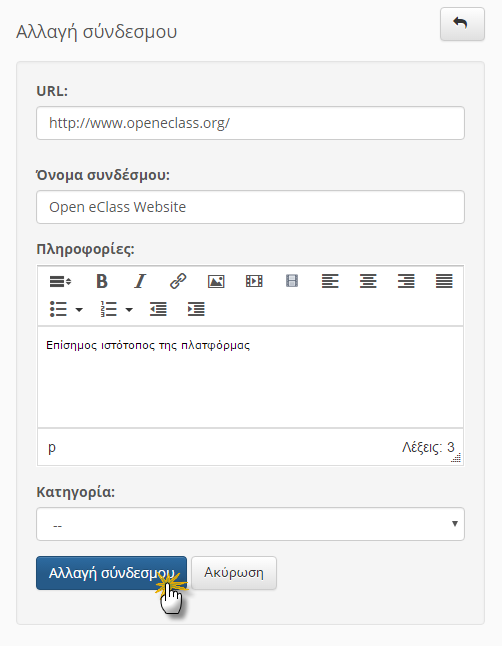 Αλλαγή σύνδεσμου
URL:
http://www.openeclass.org/
Όνομα συνδέσμου:
Open eClass Website
Πληροφορίες:
B I
Επίσημος ιστότοπος της πλατφόρμας
p Λέξεις: 3
Κατηγορία:
--
Αλλαγή σύνδεσμου Ακύρωση